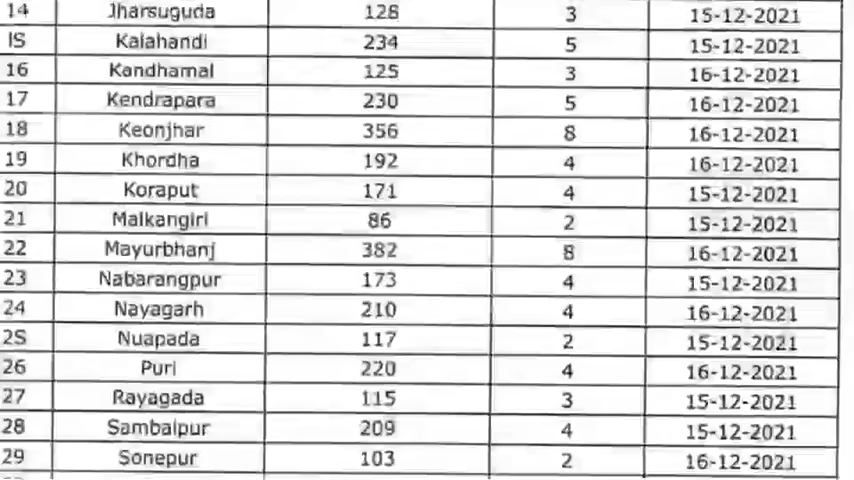 14 Jharsuguda 128 3 15-12-2021
IS Kalahandi 234 5 15-12-2021
16 Kandhamal 125 3 16-12-2021
17 Kendrapara 230 5 16-12-2021
18 Keonjhar 356 8 16-12-2021
19 Khordha 192 4 16-12-2021
20 Koraput 171 4 15-12-2021
21 Malkangiri 86 2 15-12-2021
22 Mayurbhanj 382 8 16-12-2021
23 Nabarangpur 173 4 15-12-2021
24 Nayagarh 210 4 16-12-2021
2S Nuapada 117 2 15-12-2021
26 Puri 220 4 16-12-2021
27 Rayagada 115 3 15-12-2021
28 Sambalpur 209 4 15-12-2021
29 Sonepur 103 2 16-12-2021